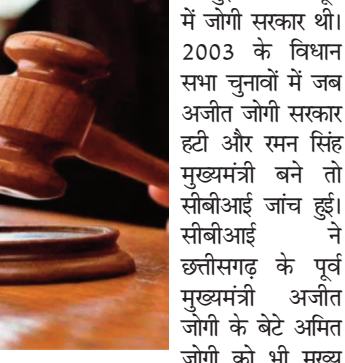 में जोगी सरकार थी।
2003 के विधान
सभा चुनावों में जब
अजीत जोगी सरकार
हटी और रमन सिंह
मुख्यमंत्री बने तो
सीबीआई जांच हुई।
सीबीआई ने
छत्तीसगढ़ के पूर्व
मुख्यमंत्री अजीत
जोगी के बेटे अमित
जोगी को भी मुख्य